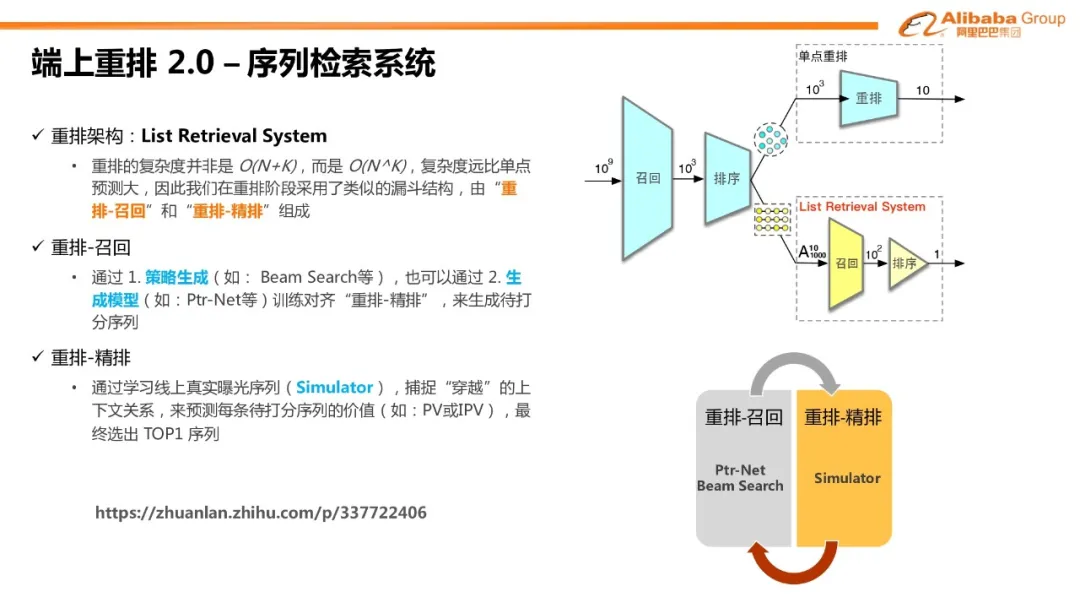 Alibaba Group
阿里巴巴集团
端上重排 2.0 – 序列检索系统
✓ 重排架构：List Retrieval System
• 重排的复杂度并非是 O(N+K)，而是 O(N^K)，复杂度远比单点
预测大，因此我们在重排阶段采用了类似的漏斗结构，由“重
排-召回”和“重排-精排”组成
✓ 重排-召回
• 通过 1. 策略生成（如： Beam Search等），也可以通过 2. 生
成模型（如：Ptr-Net等）训练对齐“重排-精排”，来生成待打
分序列
✓ 重排-精排
• 通过学习线上真实曝光序列（Simulator），捕捉“穿越”的上
下文关系，来预测每条待打分序列的价值（如：PV或IPV），最
终选出 TOP1 序列
https://zhuanlan.zhihu.com/p/337722406
单点重排
10³
重排
10
10⁹
召回
10³
排序
List Retrieval System
A¹⁰₁₀₀₀
召回
10²
排序
1
重排-召回
Ptr-Net
Beam Search
重排-精排
Simulator